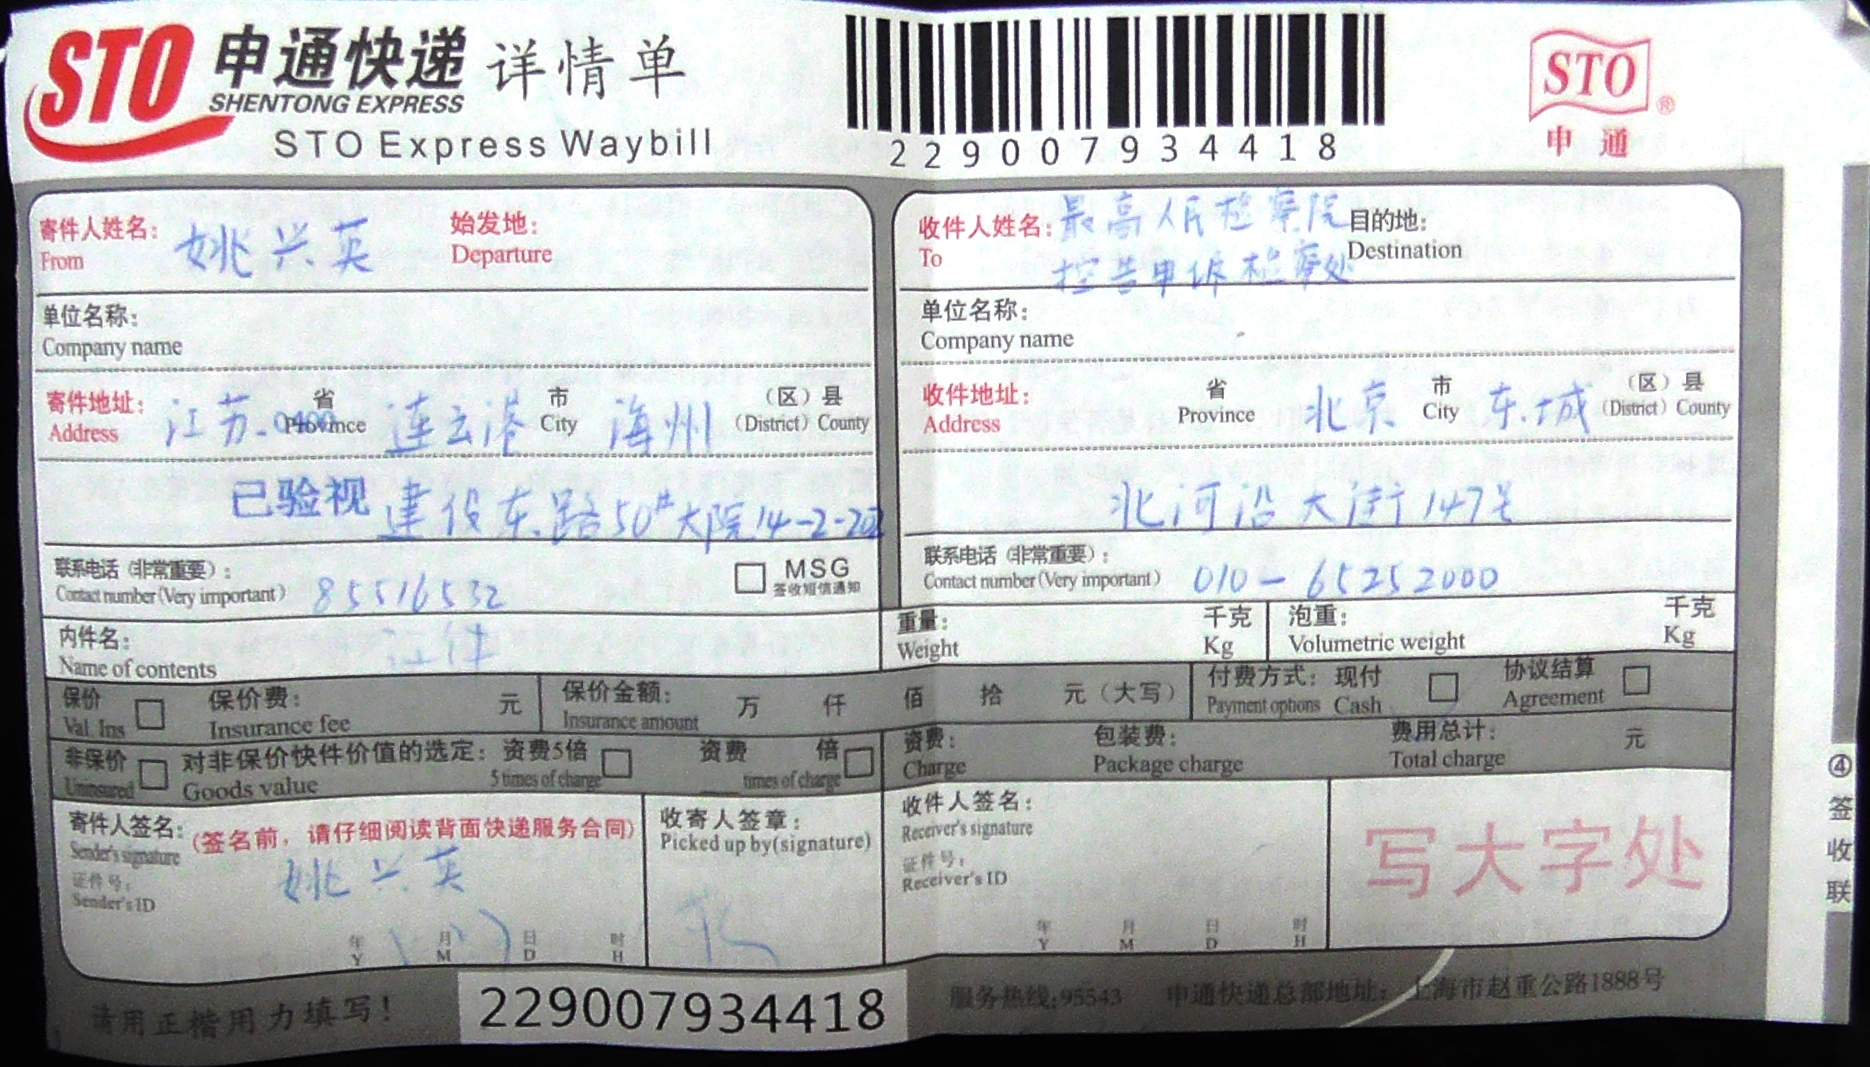 STO 申通快递 详情单
SHENTONG EXPRESS
STO Express Waybill
229007934418
STO ®
申通
寄件人姓名: 姚兴英 始发地:
From Departure
单位名称:
Company name
寄件地址: 江苏 省 连云港 市 海州 （区）县
Address 0400 Province City (District) County
已验视 建设东路50#大院14-2-202
联系电话（非常重要）: 85516532 MSG
Contact number (Very important) 签收短信通知
内件名:
Name of contents
收件人姓名: 最高人民检察院 目的地:
To 控告申诉检察处 Destination
单位名称:
Company name
收件地址: 省 北京 市 东城 （区）县
Address Province City (District) County
北河沿大街147号
联系电话（非常重要）: 010-65252000
Contact number (Very important)
重量: 千克 泡重: 千克
Weight Kg Volumetric weight Kg
保价 保价费: 元 保价金额: 万 仟 佰 拾 元（大写） 付费方式: 现付 协议结算
Val Ins Insurance fee Insurance amount Payment options Cash Agreement
非保价 对非保价快件价值的选定: 资费5倍 资费 倍
Uninsured Goods value 5 times of charge times of charge
资费: 包装费: 费用总计: 元
Charge Package charge Total charge
寄件人签名: (签名前，请仔细阅读背面快递服务合同)
Sender's signature 姚兴英
证件号:
Sender's ID
年 月 日 时
Y M D H
收寄人签章:
Picked up by (signature)
收件人签名:
Receiver's signature
证件号:
Receiver's ID
年 月 日 时
Y M D H
写大字处
④签收联
请用正楷用力填写! 229007934418 服务热线:95543 申通快递总部地址: 上海市赵重公路1888号